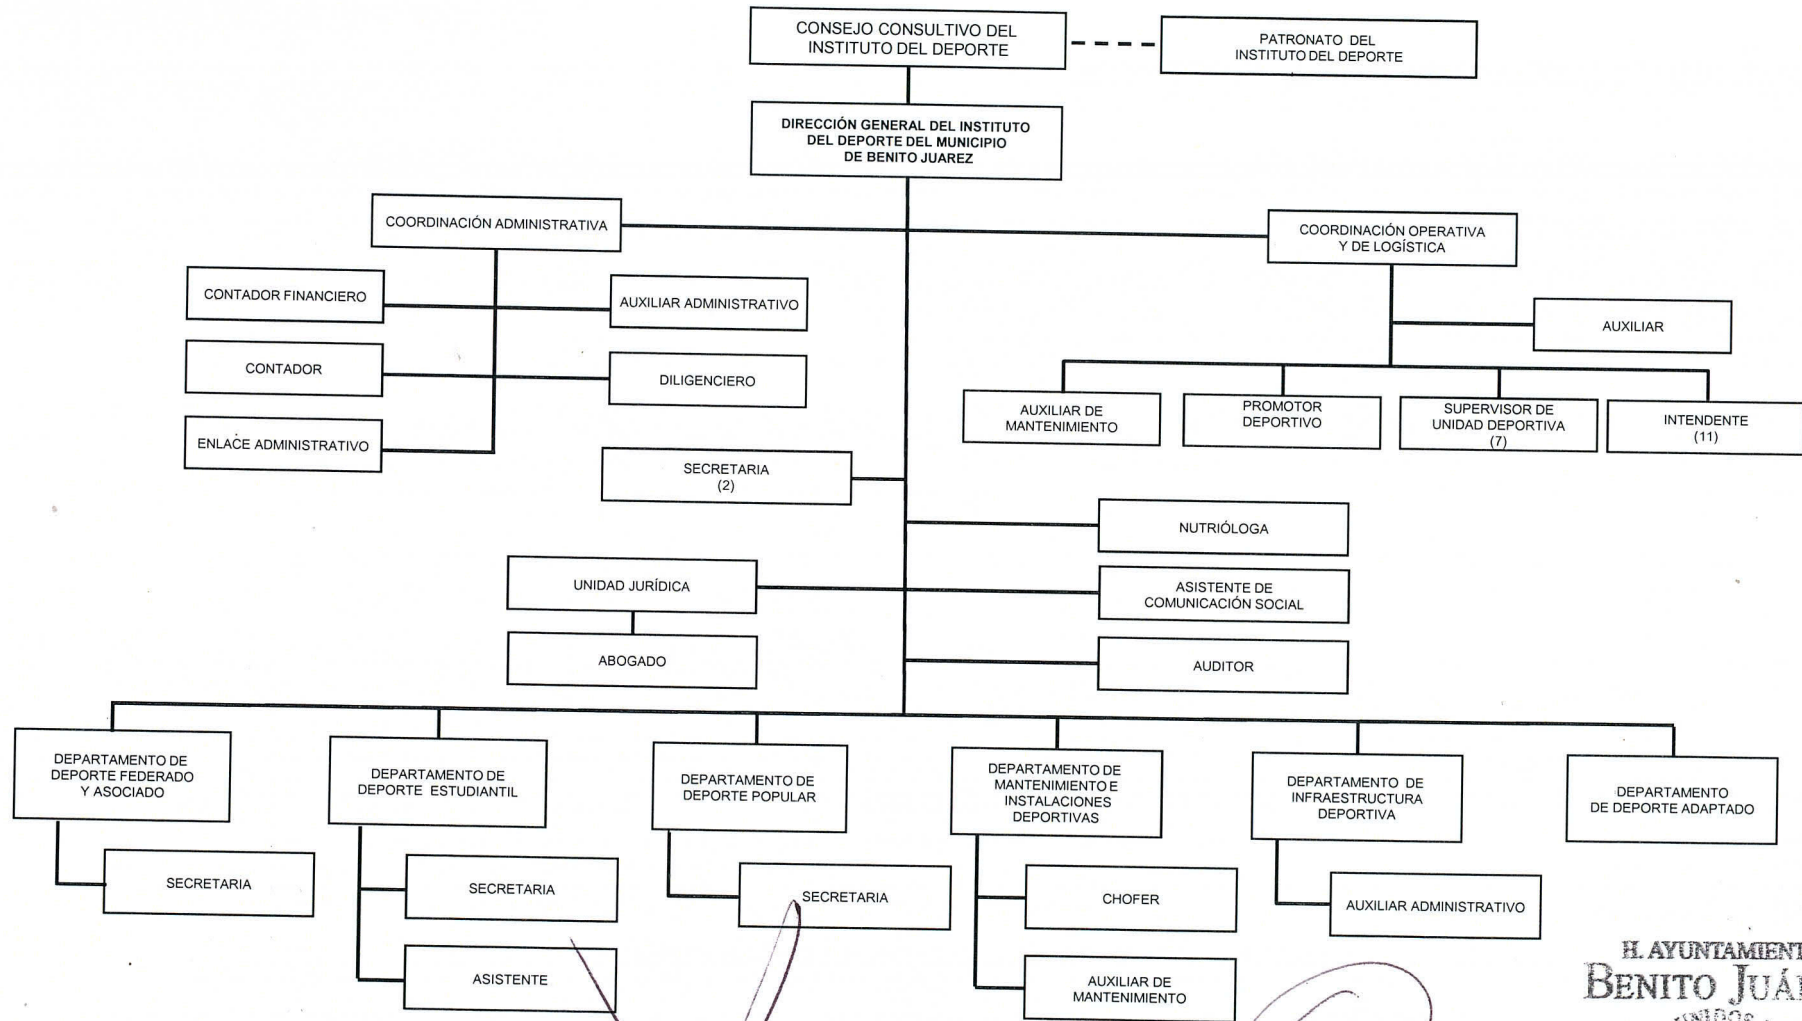 CONSEJO CONSULTIVO DEL
INSTITUTO DEL DEPORTE
PATRONATO DEL
INSTITUTO DEL DEPORTE
DIRECCIÓN GENERAL DEL INSTITUTO
DEL DEPORTE DEL MUNICIPIO
DE BENITO JUAREZ
COORDINACIÓN ADMINISTRATIVA
COORDINACIÓN OPERATIVA
Y DE LOGÍSTICA
CONTADOR FINANCIERO
AUXILIAR ADMINISTRATIVO
CONTADOR
DILIGENCIERO
ENLACE ADMINISTRATIVO
AUXILIAR
AUXILIAR DE
MANTENIMIENTO
PROMOTOR
DEPORTIVO
SUPERVISOR DE
UNIDAD DEPORTIVA
(7)
INTENDENTE
(11)
SECRETARIA
(2)
NUTRIÓLOGA
UNIDAD JURÍDICA
ASISTENTE DE
COMUNICACIÓN SOCIAL
ABOGADO
AUDITOR
DEPARTAMENTO DE
DEPORTE FEDERADO
Y ASOCIADO
DEPARTAMENTO DE
DEPORTE ESTUDIANTIL
DEPARTAMENTO DE
DEPORTE POPULAR
DEPARTAMENTO DE
MANTENIMIENTO E
INSTALACIONES
DEPORTIVAS
DEPARTAMENTO DE
INFRAESTRUCTURA
DEPORTIVA
DEPARTAMENTO
DE DEPORTE ADAPTADO
SECRETARIA
SECRETARIA
ASISTENTE
SECRETARIA
CHOFER
AUXILIAR DE
MANTENIMIENTO
AUXILIAR ADMINISTRATIVO
H. AYUNTAMIENT
BENITO JUÁ